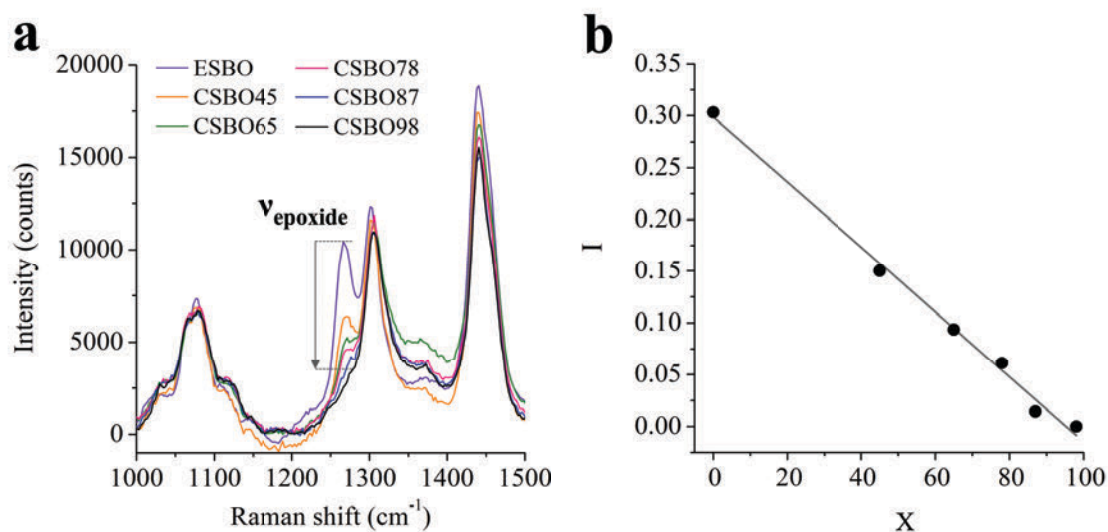 a
20000
15000
10000
5000
0
Intensity (counts)
ESBO
CSBO45
CSBO65
CSBO78
CSBO87
CSBO98
νepoxide
1000 1100 1200 1300 1400 1500
Raman shift (cm-1)
b
0.35
0.30
0.25
0.20
0.15
0.10
0.05
0.00
I
0 20 40 60 80 100
X